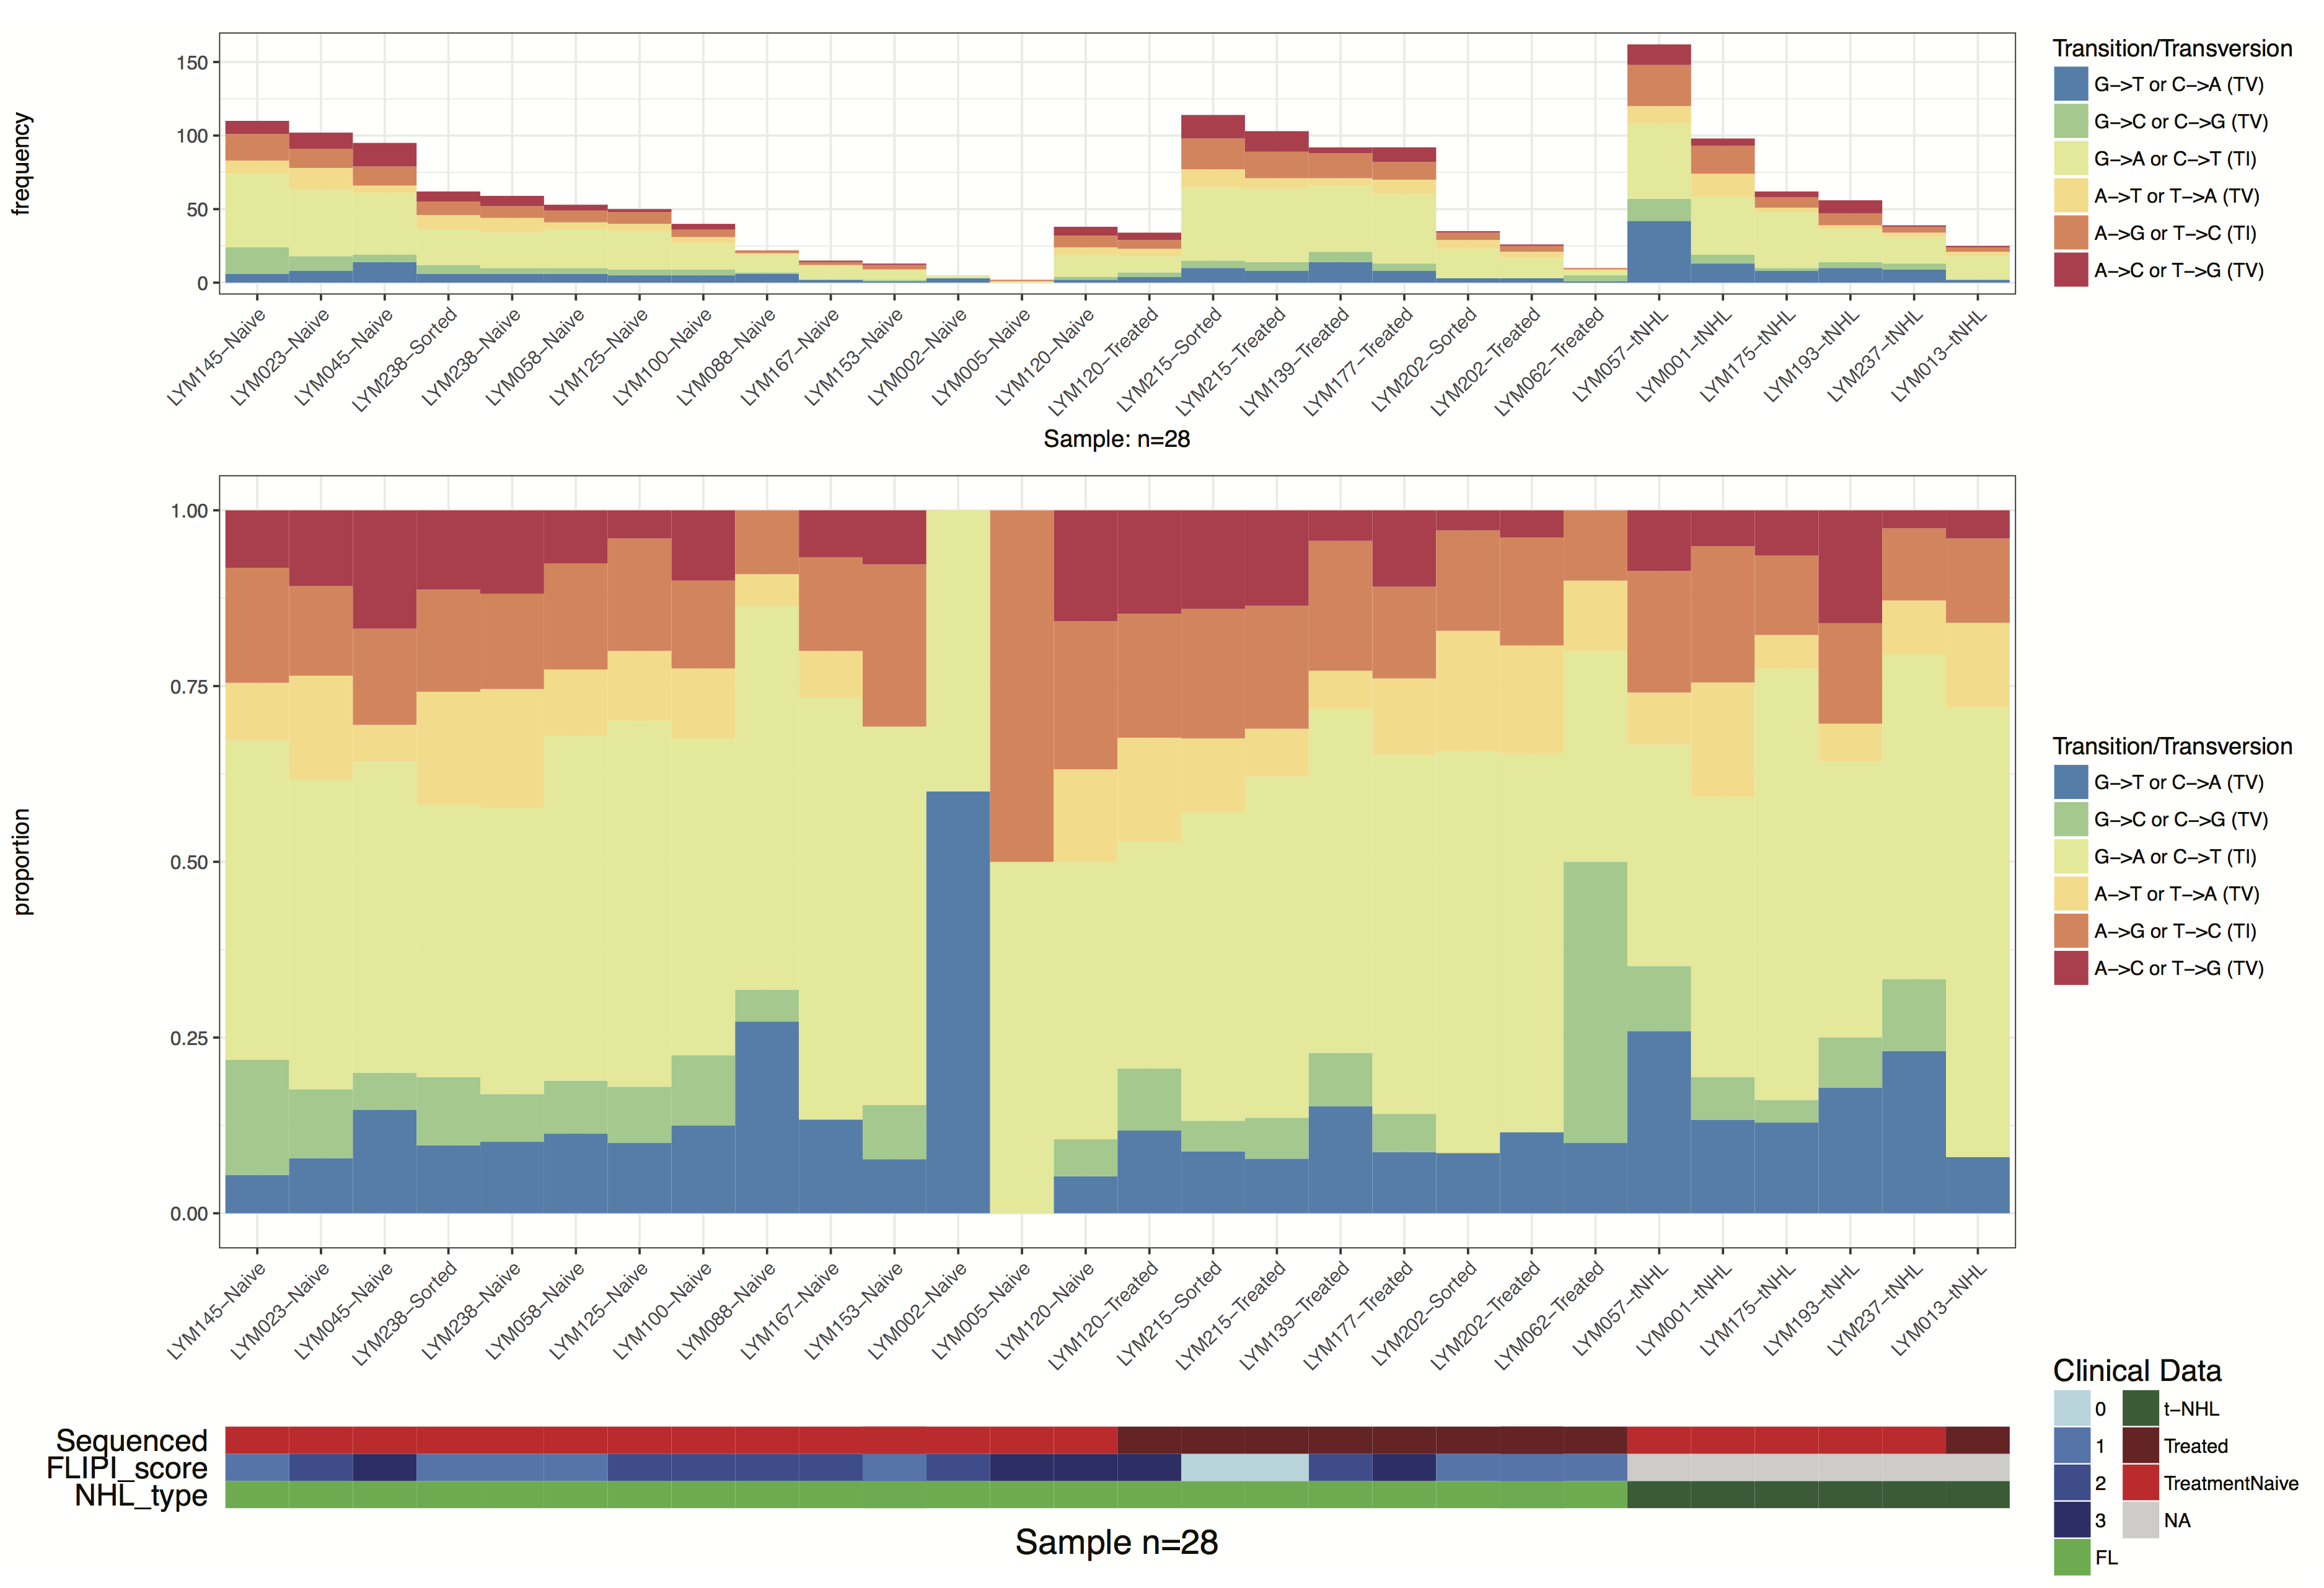 frequency
150
100
50
0
LYM145–Naive
LYM023–Naive
LYM045–Naive
LYM238–Sorted
LYM238–Naive
LYM058–Naive
LYM125–Naive
LYM100–Naive
LYM088–Naive
LYM167–Naive
LYM153–Naive
LYM002–Naive
LYM005–Naive
LYM120–Naive
LYM120–Treated
LYM215–Sorted
LYM215–Treated
LYM139–Treated
LYM177–Treated
LYM202–Sorted
LYM202–Treated
LYM062–Treated
LYM057–tNHL
LYM001–tNHL
LYM175–tNHL
LYM193–tNHL
LYM237–tNHL
LYM013–tNHL
Sample: n=28
Transition/Transversion
G–>T or C–>A (TV)
G–>C or C–>G (TV)
G–>A or C–>T (TI)
A–>T or T–>A (TV)
A–>G or T–>C (TI)
A–>C or T–>G (TV)
proportion
1.00
0.75
0.50
0.25
0.00
LYM145–Naive
LYM023–Naive
LYM045–Naive
LYM238–Sorted
LYM238–Naive
LYM058–Naive
LYM125–Naive
LYM100–Naive
LYM088–Naive
LYM167–Naive
LYM153–Naive
LYM002–Naive
LYM005–Naive
LYM120–Naive
LYM120–Treated
LYM215–Sorted
LYM215–Treated
LYM139–Treated
LYM177–Treated
LYM202–Sorted
LYM202–Treated
LYM062–Treated
LYM057–tNHL
LYM001–tNHL
LYM175–tNHL
LYM193–tNHL
LYM237–tNHL
LYM013–tNHL
Transition/Transversion
G–>T or C–>A (TV)
G–>C or C–>G (TV)
G–>A or C–>T (TI)
A–>T or T–>A (TV)
A–>G or T–>C (TI)
A–>C or T–>G (TV)
Sequenced
FLIPI_score
NHL_type
Sample n=28
Clinical Data
0
1
2
3
FL
t–NHL
Treated
TreatmentNaive
NA